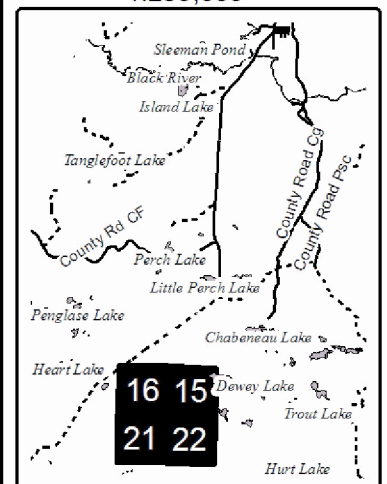 Sleeman Pond
Black River
Island Lake
Tanglefoot Lake
County Road Cg
County Road Psc
County Rd CF
Perch Lake
Little Perch Lake
Penglase Lake
Chabeneau Lake
Heart Lake
16 15
Dewey Lake
Trout Lake
21 22
Hurt Lake